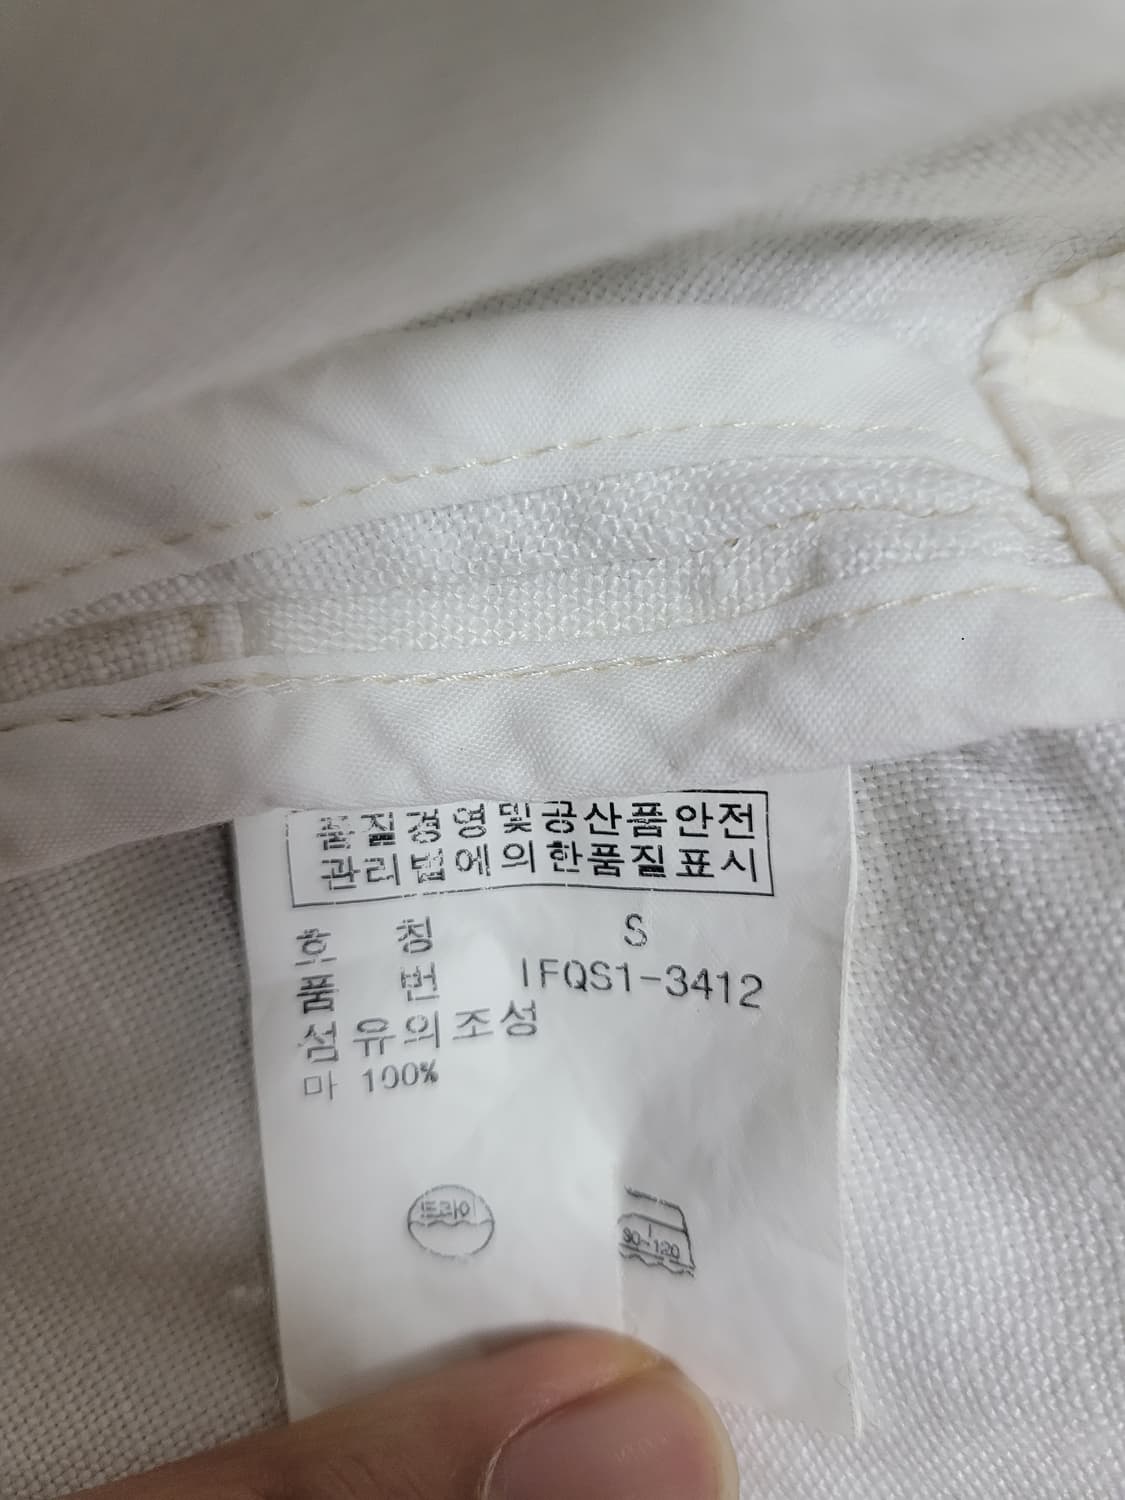 품질경영및공산품안전
관리법에의한품질표시
호 칭 S
품 번 IFQS1-3412
섬유의조성
마 100%
드라이
80~120